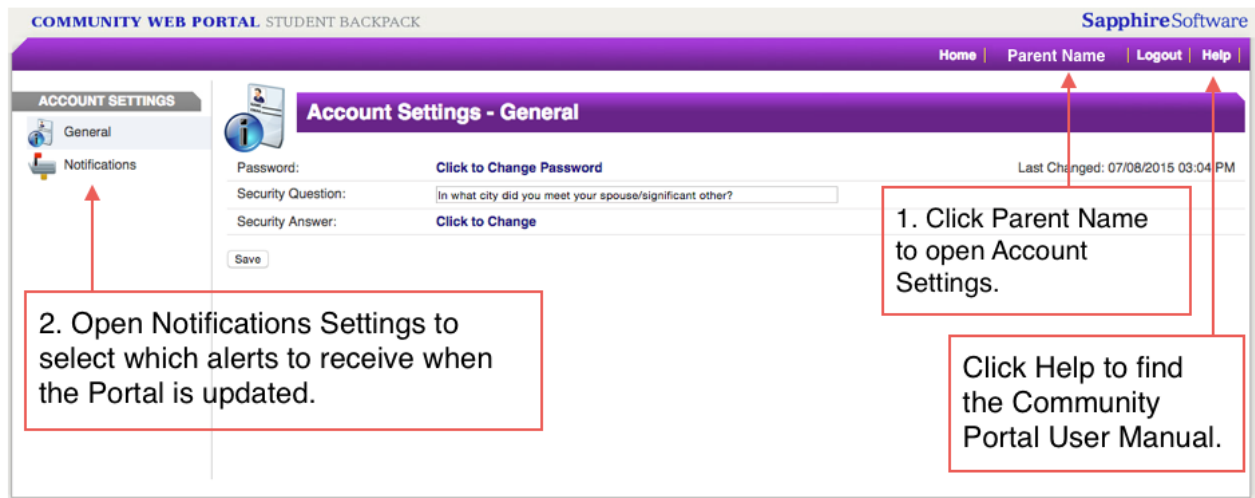 COMMUNITY WEB PORTAL STUDENT BACKPACK
SapphireSoftware
Home | Parent Name | Logout | Help |
ACCOUNT SETTINGS
General
Notifications
Account Settings - General
Password: Click to Change Password Last Changed: 07/08/2015 03:04 PM
Security Question: In what city did you meet your spouse/significant other?
Security Answer: Click to Change
Save
1. Click Parent Name
to open Account
Settings.
2. Open Notifications Settings to
select which alerts to receive when
the Portal is updated.
Click Help to find
the Community
Portal User Manual.